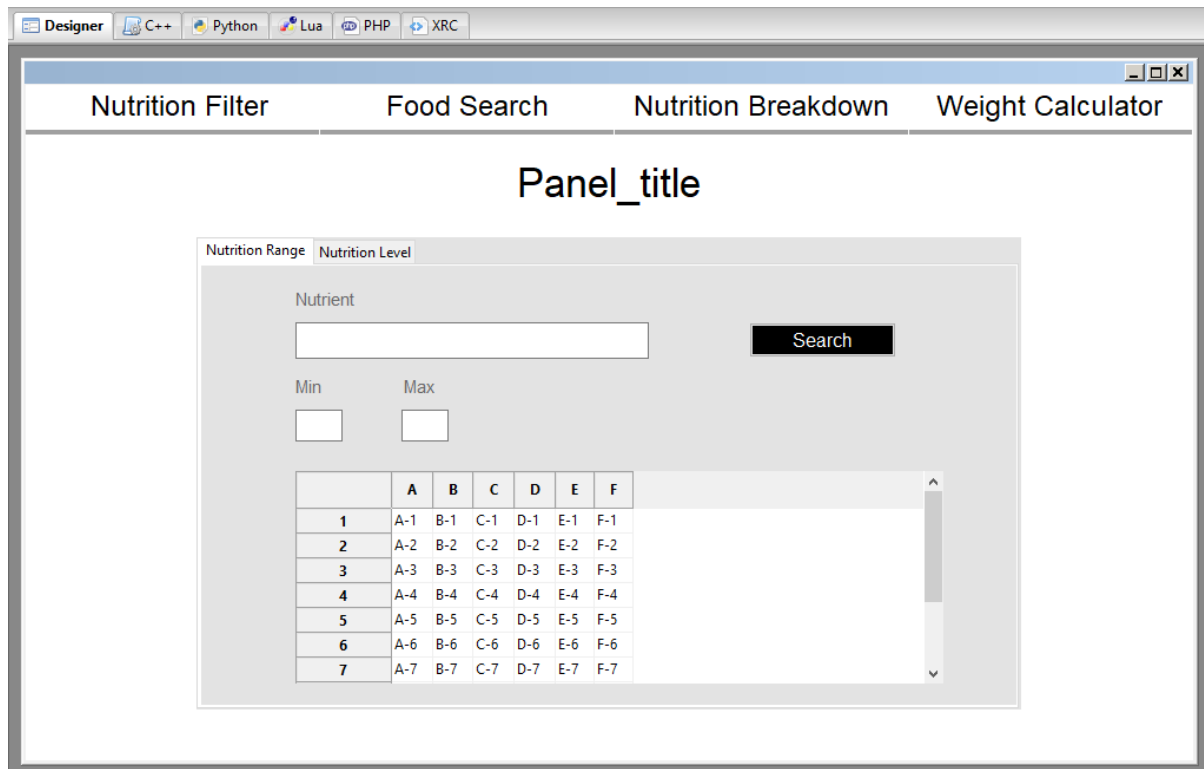 Designer C++ Python Lua PHP XRC
Nutrition Filter Food Search Nutrition Breakdown Weight Calculator
Panel_title
Nutrition Range Nutrition Level
Nutrient
Search
Min Max
A B C D E F
1 A-1 B-1 C-1 D-1 E-1 F-1
2 A-2 B-2 C-2 D-2 E-2 F-2
3 A-3 B-3 C-3 D-3 E-3 F-3
4 A-4 B-4 C-4 D-4 E-4 F-4
5 A-5 B-5 C-5 D-5 E-5 F-5
6 A-6 B-6 C-6 D-6 E-6 F-6
7 A-7 B-7 C-7 D-7 E-7 F-7